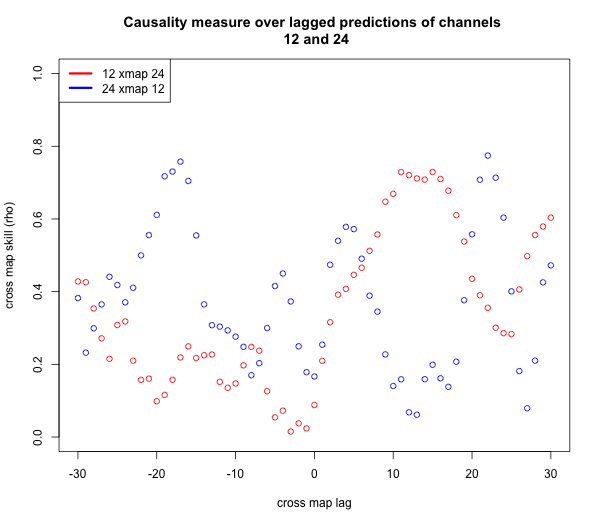 Causality measure over lagged predictions of channels
12 and 24
12 xmap 24
24 xmap 12
cross map skill (rho)
1.0
0.8
0.6
0.4
0.2
0.0
-30 -20 -10 0 10 20 30
cross map lag